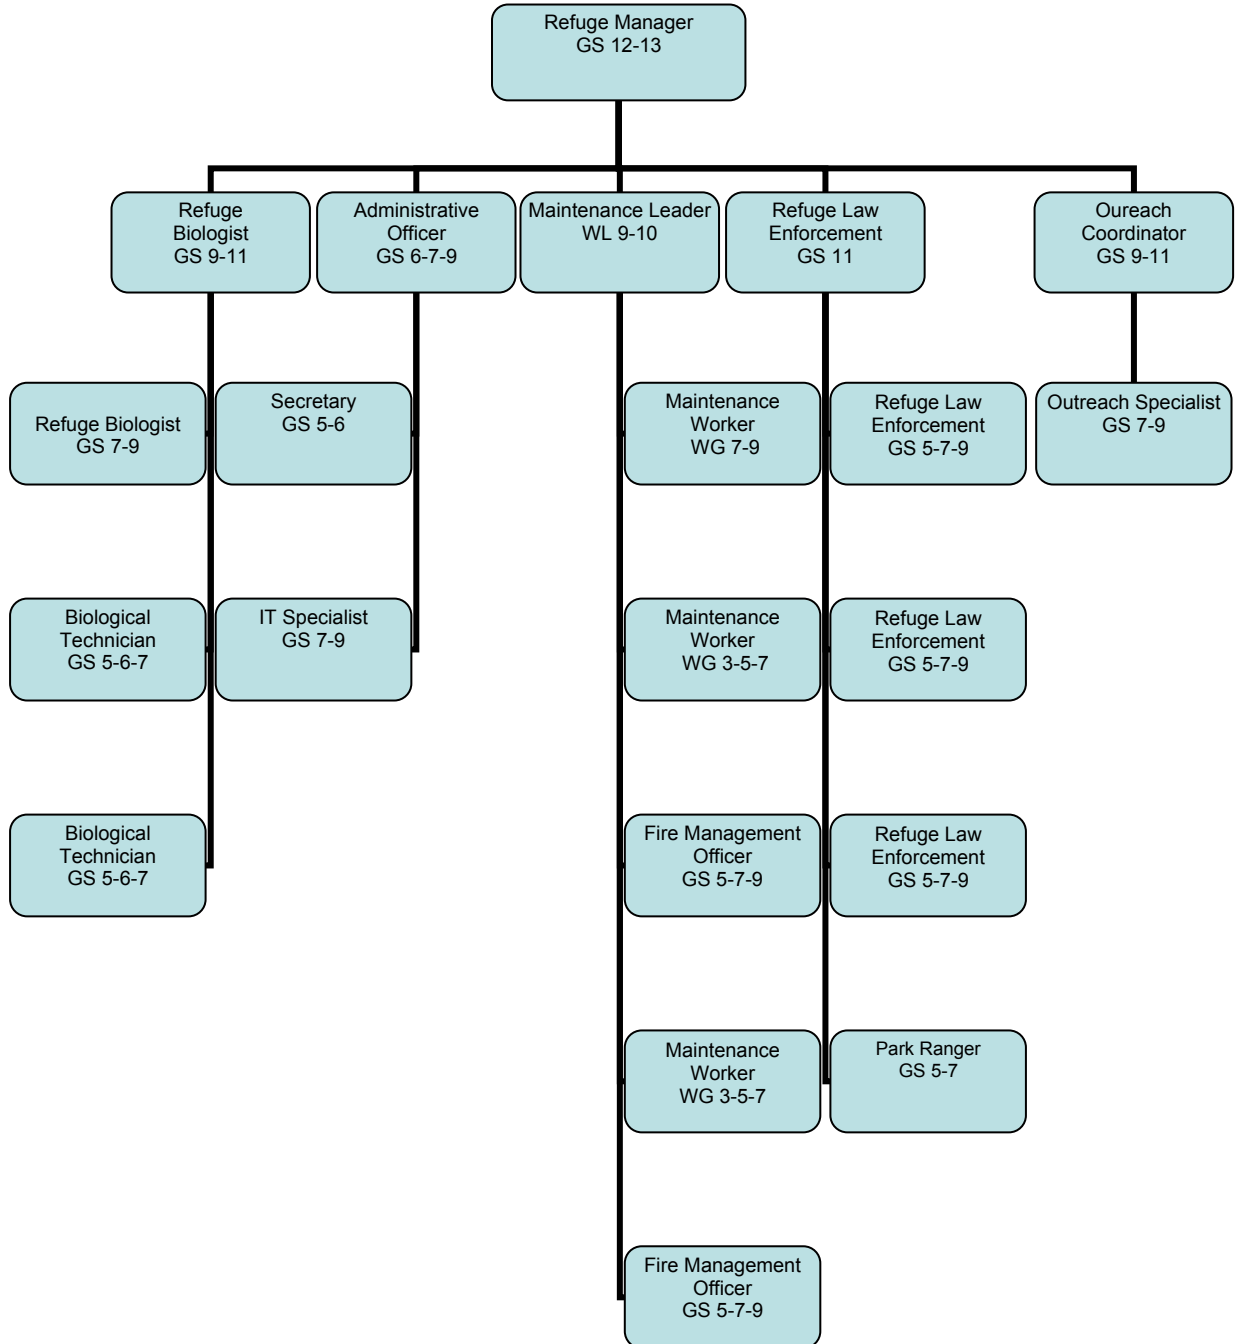 Refuge Manager
GS 12-13
Refuge
Biologist
GS 9-11
Administrative
Officer
GS 6-7-9
Maintenance Leader
WL 9-10
Refuge Law
Enforcement
GS 11
Oureach
Coordinator
GS 9-11
Refuge Biologist
GS 7-9
Secretary
GS 5-6
Maintenance
Worker
WG 7-9
Refuge Law
Enforcement
GS 5-7-9
Outreach Specialist
GS 7-9
Biological
Technician
GS 5-6-7
IT Specialist
GS 7-9
Maintenance
Worker
WG 3-5-7
Refuge Law
Enforcement
GS 5-7-9
Biological
Technician
GS 5-6-7
Fire Management
Officer
GS 5-7-9
Refuge Law
Enforcement
GS 5-7-9
Maintenance
Worker
WG 3-5-7
Park Ranger
GS 5-7
Fire Management
Officer
GS 5-7-9